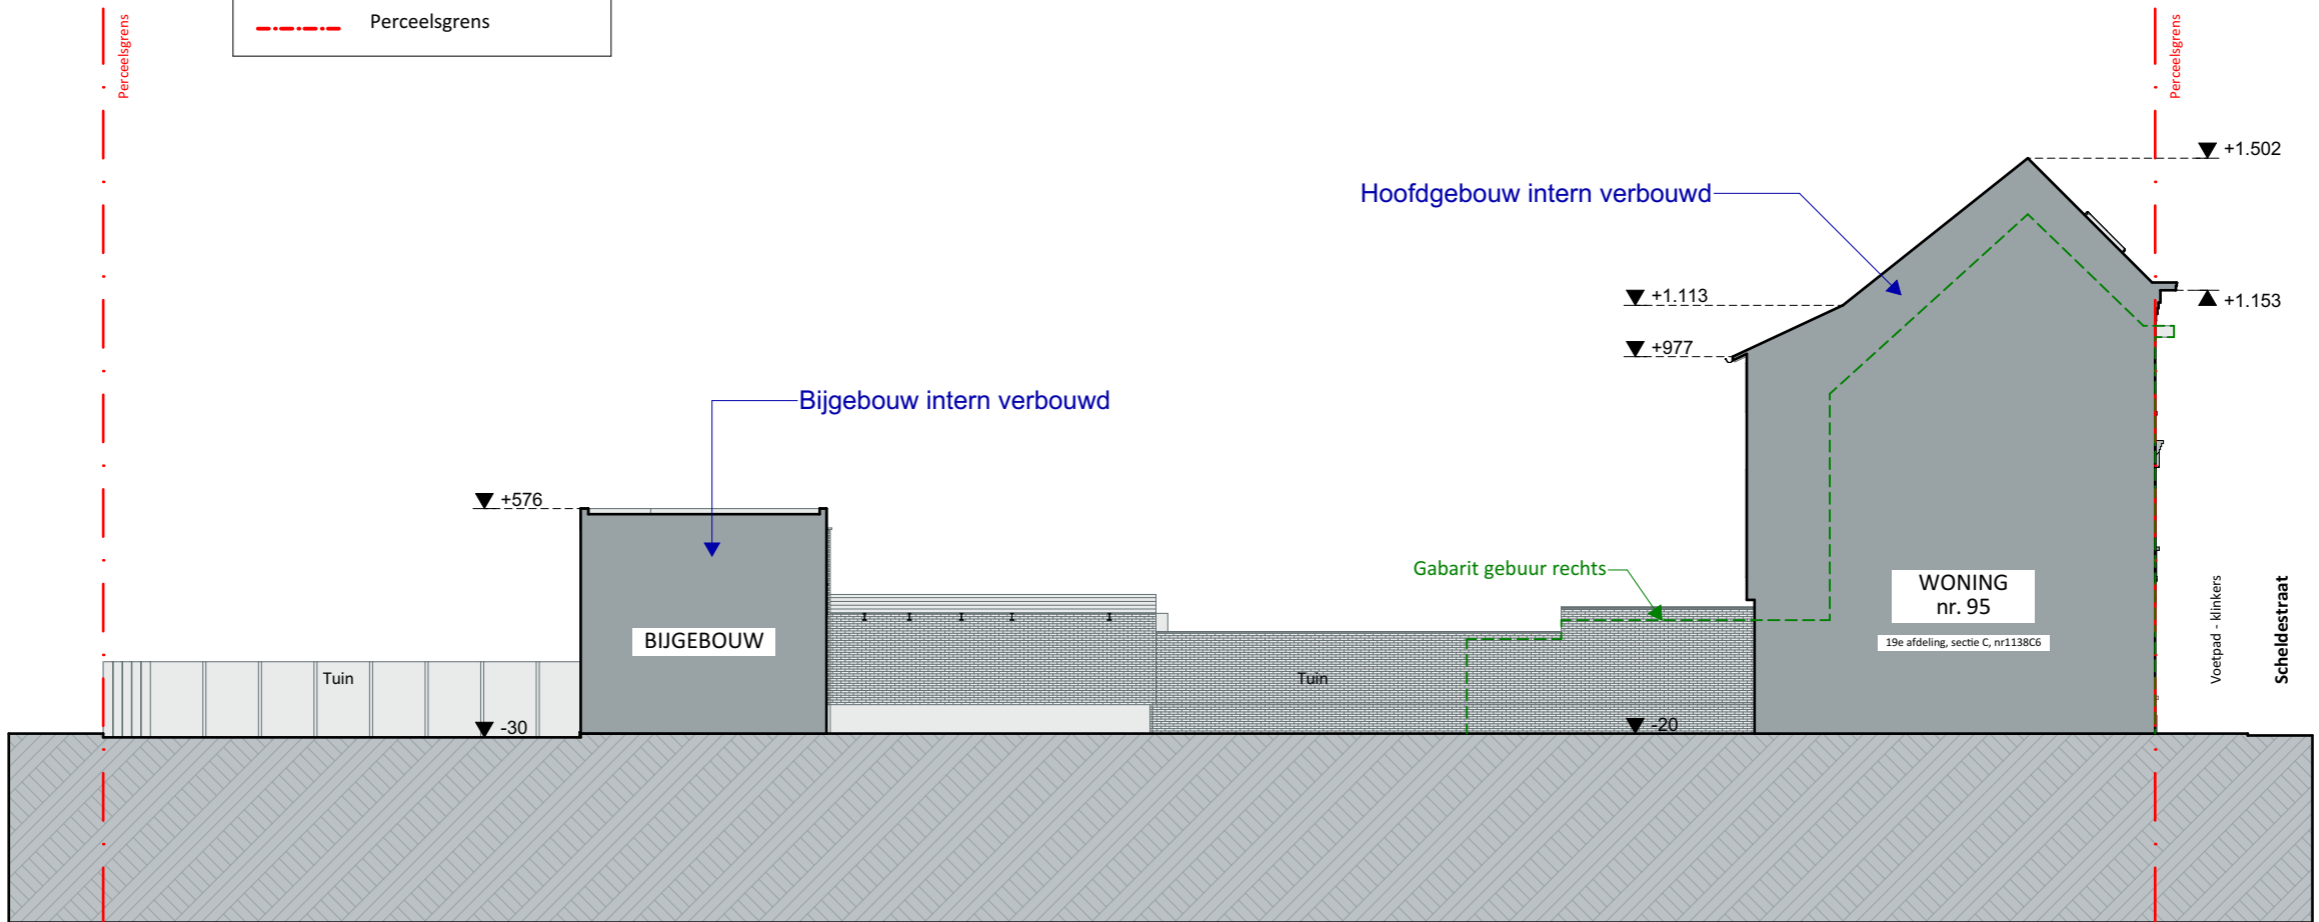 Perceelsgrens
Perceelsgrens
Perceelsgrens
+1.502
Hoofdgebouw intern verbouwd
+1.113
+1.153
+977
Bijgebouw intern verbouwd
+576
Gabarit gebuur rechts
WONING
nr. 95
19e afdeling, sectie C, nr1138C6
BIJGEBOUW
Tuin
Tuin
-30
-20
Voetpad - klinkers
Scheldestraat